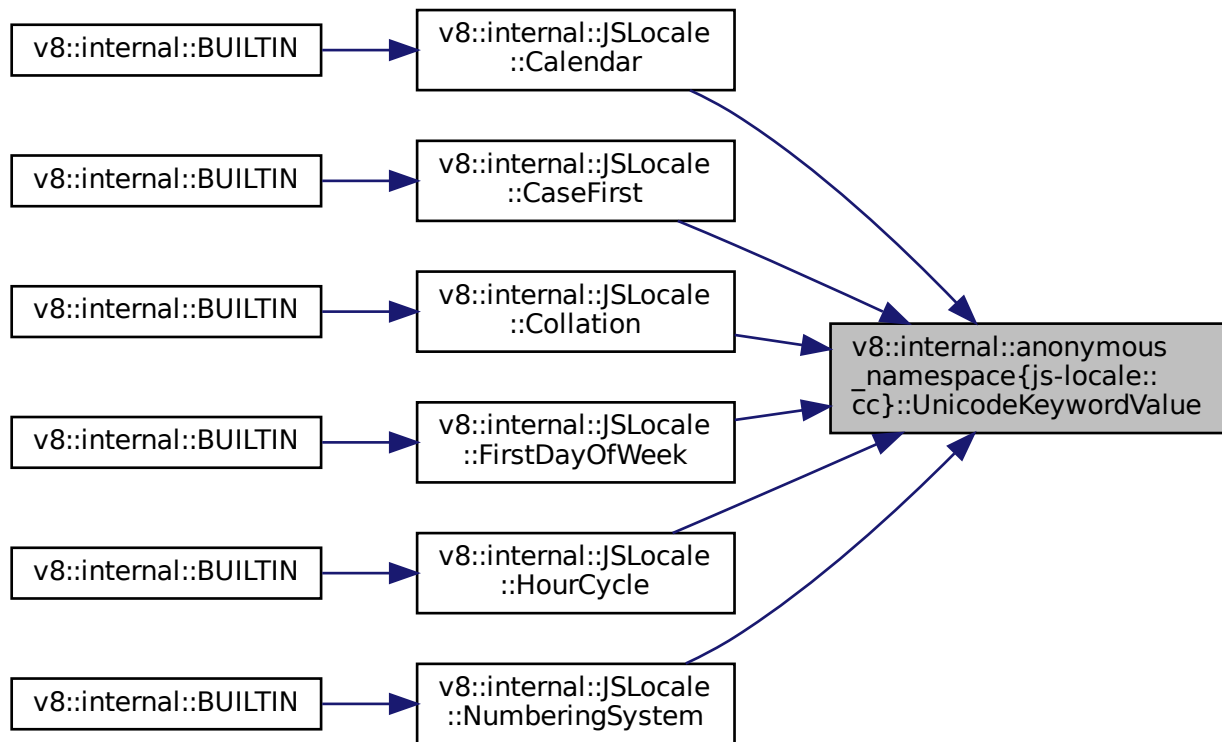 v8::internal::BUILTIN
v8::internal::JSLocale
::Calendar
v8::internal::BUILTIN
v8::internal::JSLocale
::CaseFirst
v8::internal::BUILTIN
v8::internal::JSLocale
::Collation
v8::internal::anonymous
_namespace{js-locale::
cc}::UnicodeKeywordValue
v8::internal::BUILTIN
v8::internal::JSLocale
::FirstDayOfWeek
v8::internal::BUILTIN
v8::internal::JSLocale
::HourCycle
v8::internal::BUILTIN
v8::internal::JSLocale
::NumberingSystem